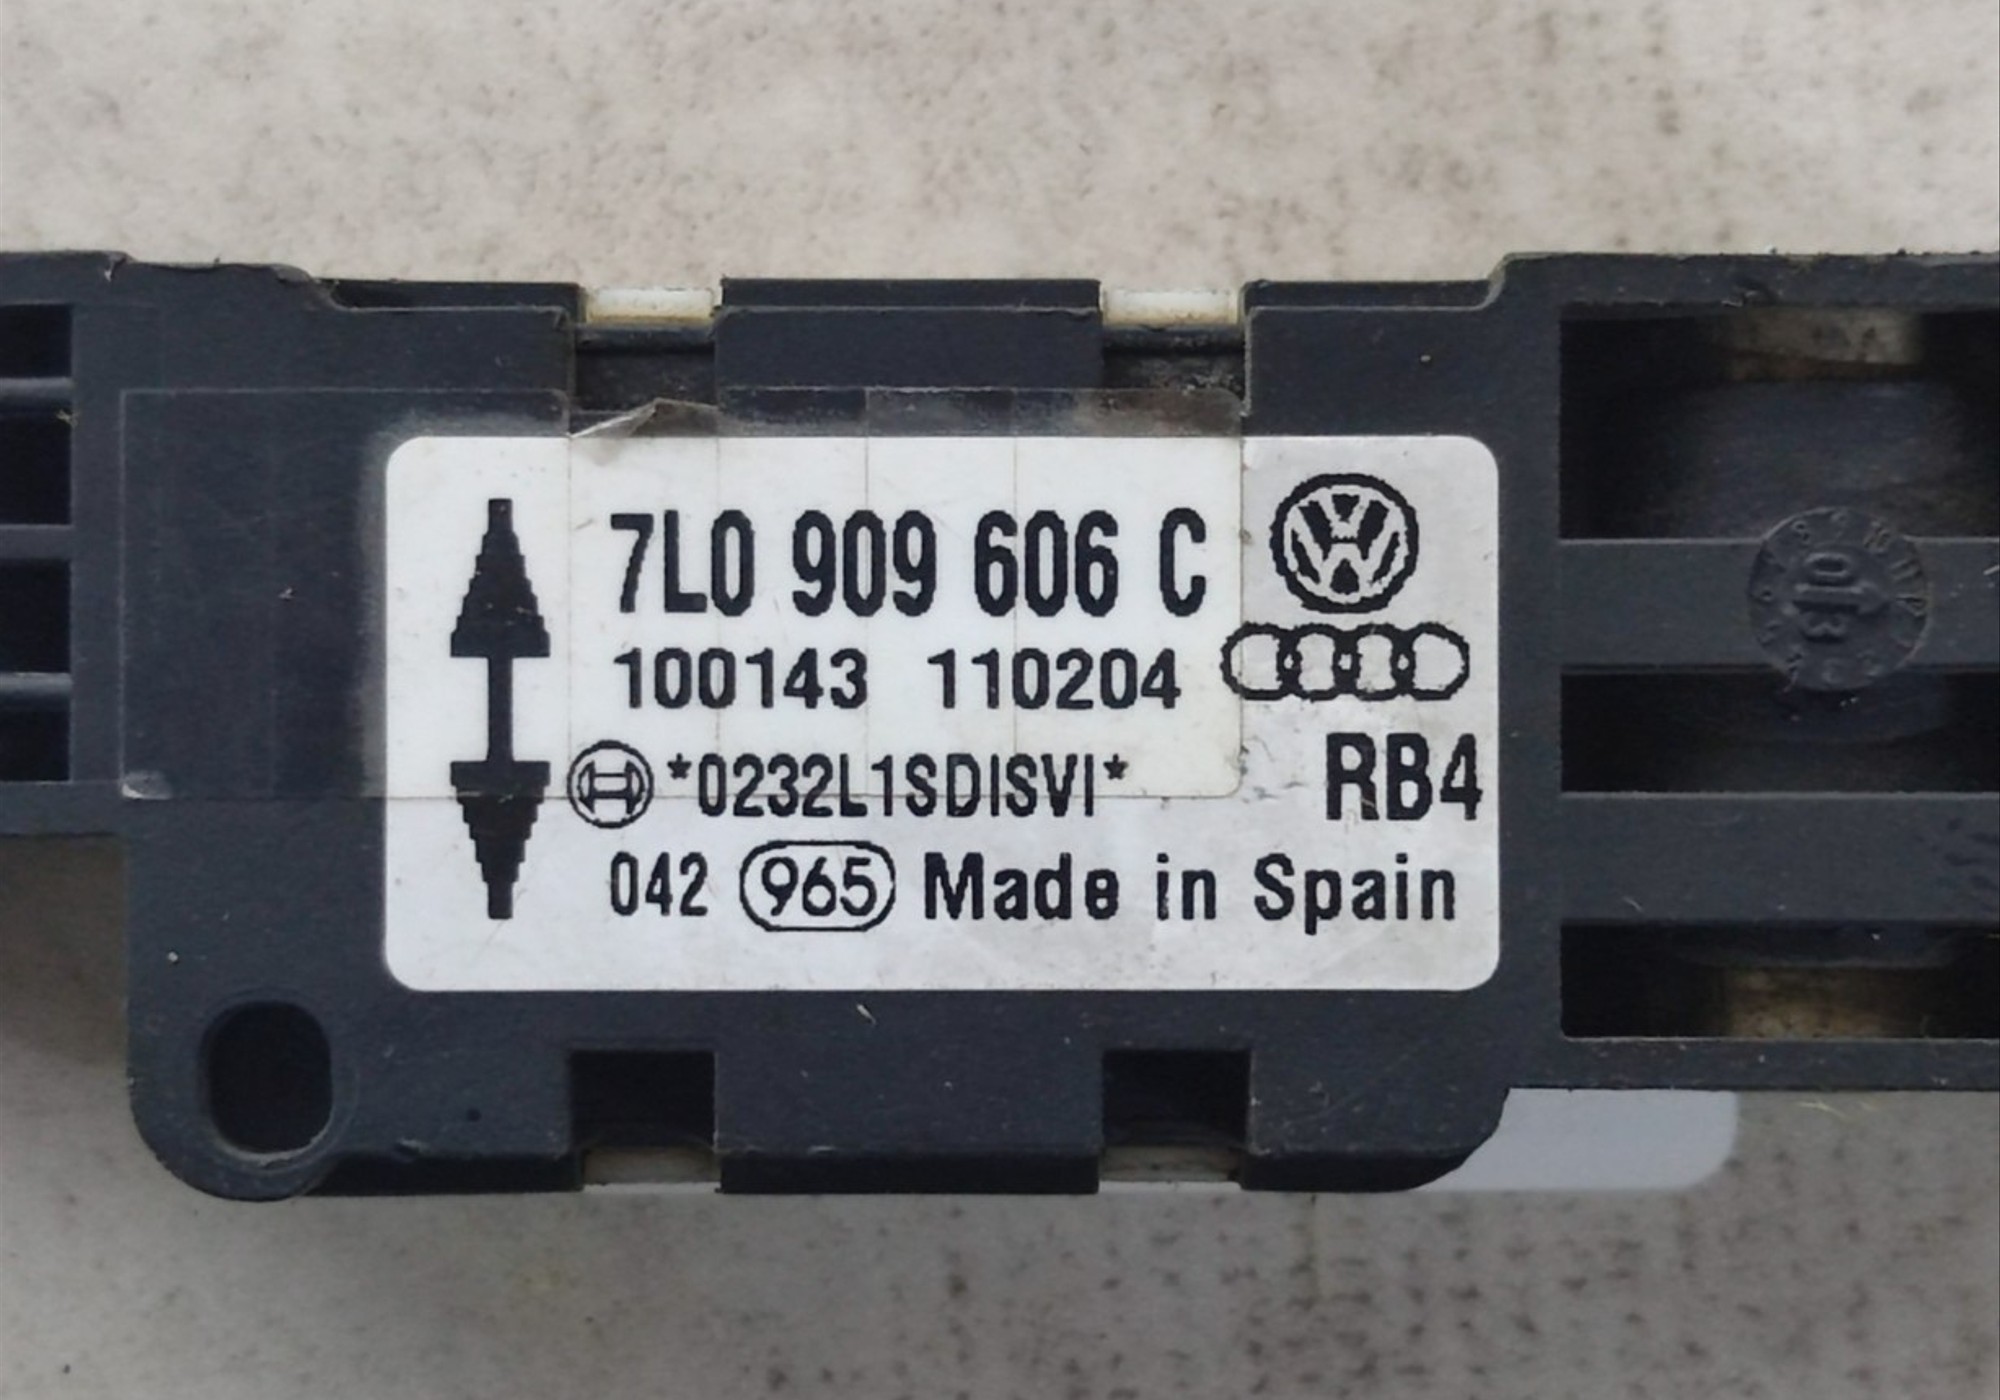 7L0 909 606 C
100143 110204
*0232L1SDISVI*
RB4
042 965 Made in Spain